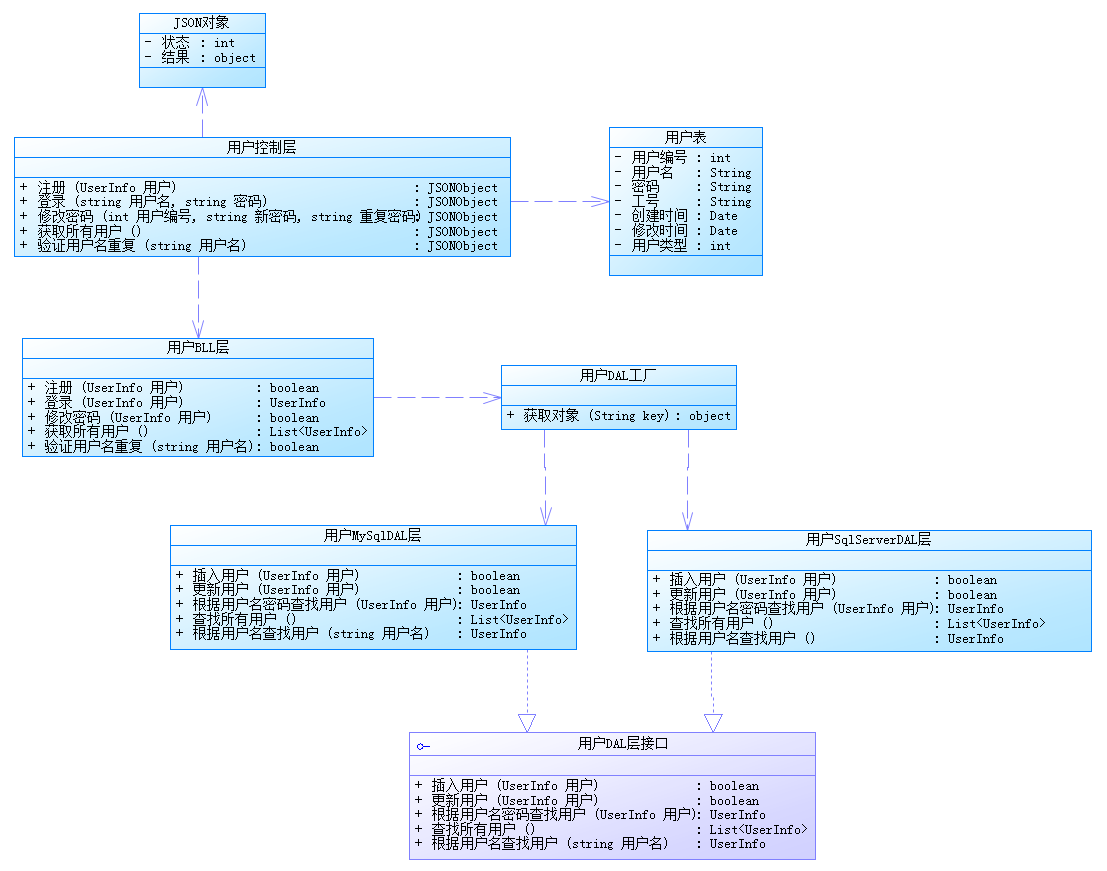 JSON对象
- 状态 : int
- 结果 : object
用户控制层
+ 注册 (UserInfo 用户) : JSONObject
+ 登录 (string 用户名, string 密码) : JSONObject
+ 修改密码 (int 用户编号, string 新密码, string 重复密码) : JSONObject
+ 获取所有用户 () : JSONObject
+ 验证用户名重复 (string 用户名) : JSONObject
用户表
- 用户编号 : int
- 用户名 : String
- 密码 : String
- 工号 : String
- 创建时间 : Date
- 修改时间 : Date
- 用户类型 : int
用户BLL层
+ 注册 (UserInfo 用户) : boolean
+ 登录 (UserInfo 用户) : UserInfo
+ 修改密码 (UserInfo 用户) : boolean
+ 获取所有用户 () : List<UserInfo>
+ 验证用户名重复 (string 用户名) : boolean
用户DAL工厂
+ 获取对象 (String key) : object
用户MySqlDAL层
+ 插入用户 (UserInfo 用户) : boolean
+ 更新用户 (UserInfo 用户) : boolean
+ 根据用户名密码查找用户 (UserInfo 用户) : UserInfo
+ 查找所有用户 () : List<UserInfo>
+ 根据用户名查找用户 (string 用户名) : UserInfo
用户SqlServerDAL层
+ 插入用户 (UserInfo 用户) : boolean
+ 更新用户 (UserInfo 用户) : boolean
+ 根据用户名密码查找用户 (UserInfo 用户) : UserInfo
+ 查找所有用户 () : List<UserInfo>
+ 根据用户名查找用户 () : UserInfo
用户DAL层接口
+ 插入用户 (UserInfo 用户) : boolean
+ 更新用户 (UserInfo 用户) : boolean
+ 根据用户名密码查找用户 (UserInfo 用户) : UserInfo
+ 查找所有用户 () : List<UserInfo>
+ 根据用户名查找用户 (string 用户名) : UserInfo